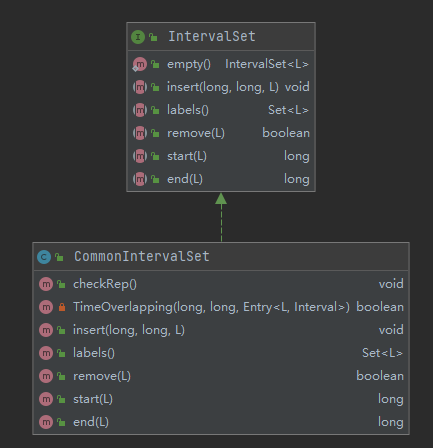 IntervalSet
empty() IntervalSet<L>
insert(long, long, L) void
labels() Set<L>
remove(L) boolean
start(L) long
end(L) long
CommonIntervalSet
checkRep() void
TimeOverlapping(long, long, Entry<L, Interval>) boolean
insert(long, long, L) void
labels() Set<L>
remove(L) boolean
start(L) long
end(L) long